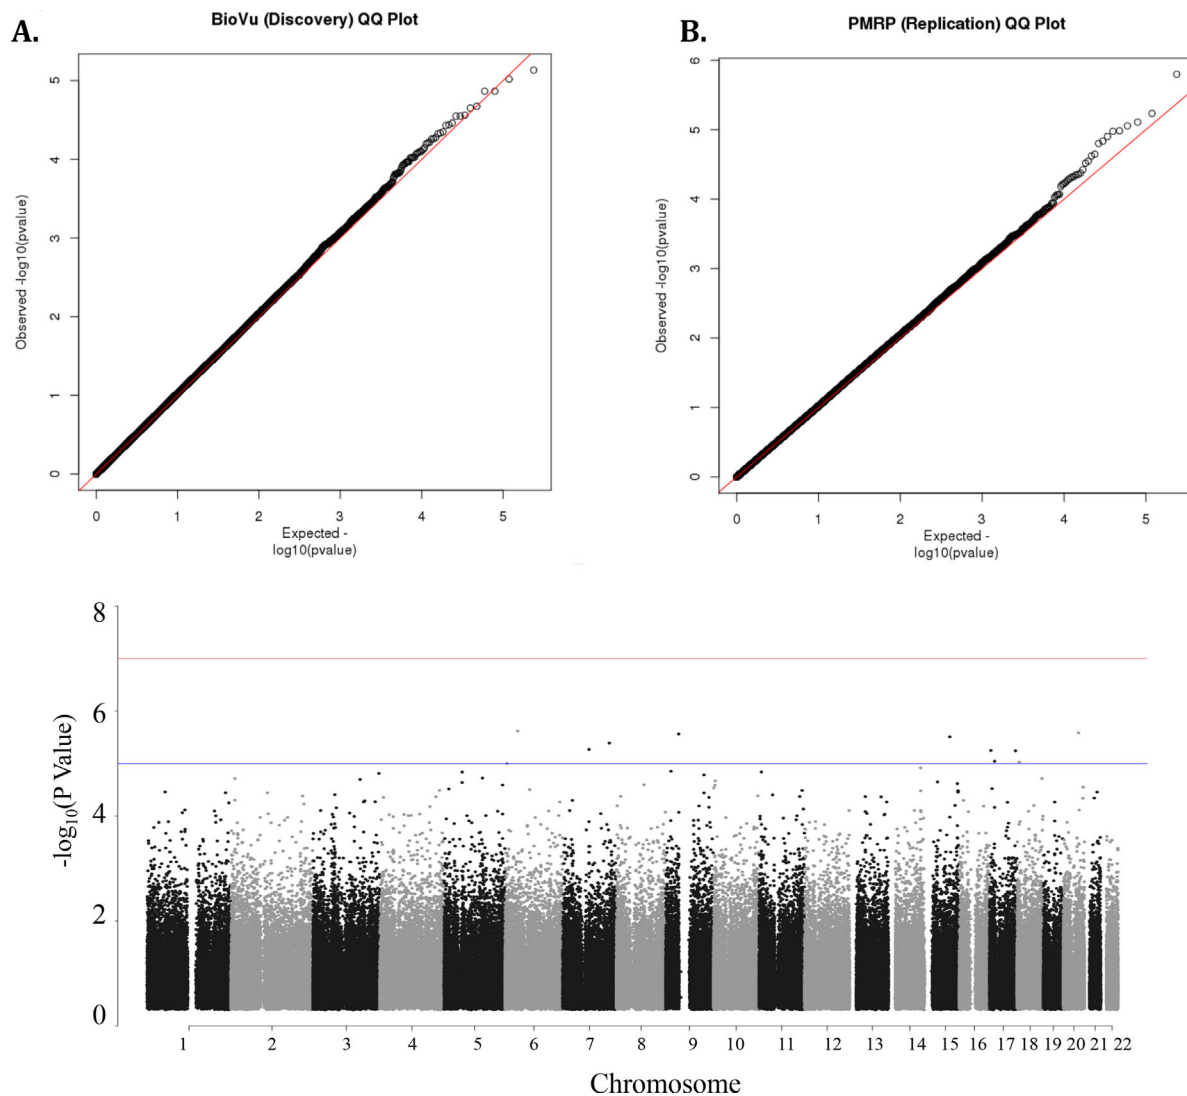 A.
BioVu (Discovery) QQ Plot
Observed -log10(pvalue)
5
4
3
2
1
0
0 1 2 3 4 5
Expected -
log10(pvalue)
B.
PMRP (Replication) QQ Plot
Observed -log10(pvalue)
6
5
4
3
2
1
0
0 1 2 3 4 5
Expected -
log10(pvalue)
-log10(P Value)
8
6
4
2
0
1 2 3 4 5 6 7 8 9 10 11 12 13 14 15 16 17 18 19 20 21 22
Chromosome